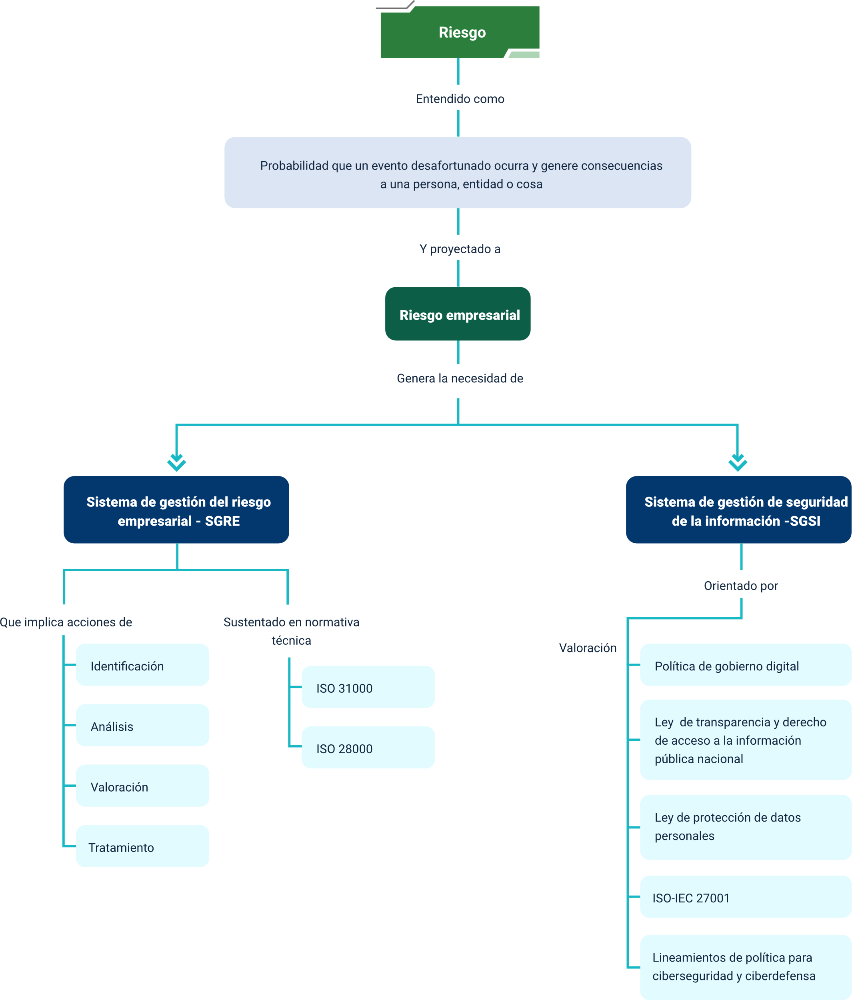 Riesgo
Entendido como
Probabilidad que un evento desafortunado ocurra y genere consecuencias
a una persona, entidad o cosa
Y proyectado a
Riesgo empresarial
Genera la necesidad de
Sistema de gestión del riesgo
empresarial - SGRE
Que implica acciones de
Identificación
Análisis
Valoración
Tratamiento
Sustentado en normativa
técnica
ISO 31000
ISO 28000
Sistema de gestión de seguridad
de la información -SGSI
Orientado por
Valoración
Política de gobierno digital
Ley  de transparencia y derecho
de acceso a la información
pública nacional
Ley de protección de datos
personales
ISO-IEC 27001
Lineamientos de política para
ciberseguridad y ciberdefensa